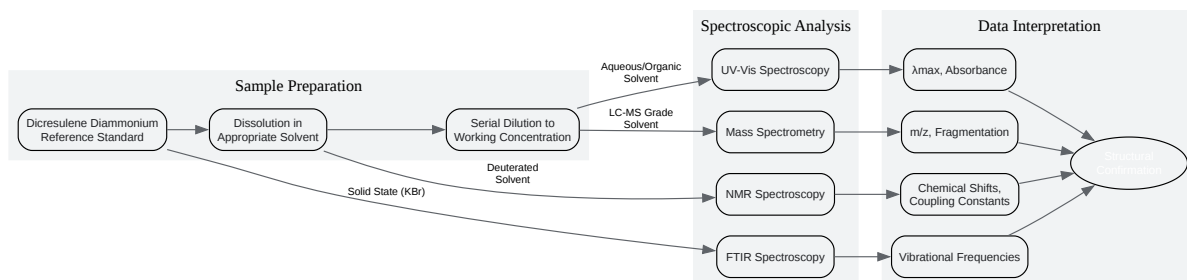 Spectroscopic Analysis
Data Interpretation
Sample Preparation
Aqueous/Organic
Solvent
UV-Vis Spectroscopy
λmax, Absorbance
Dicresulene Diammonium
Reference Standard
Dissolution in
Appropriate Solvent
Serial Dilution to
Working Concentration
LC-MS Grade
Solvent
Mass Spectrometry
m/z, Fragmentation
Structural
Confirmation
Deuterated
Solvent
Solid State (KBr)
NMR Spectroscopy
Chemical Shifts,
Coupling Constants
FTIR Spectroscopy
Vibrational Frequencies